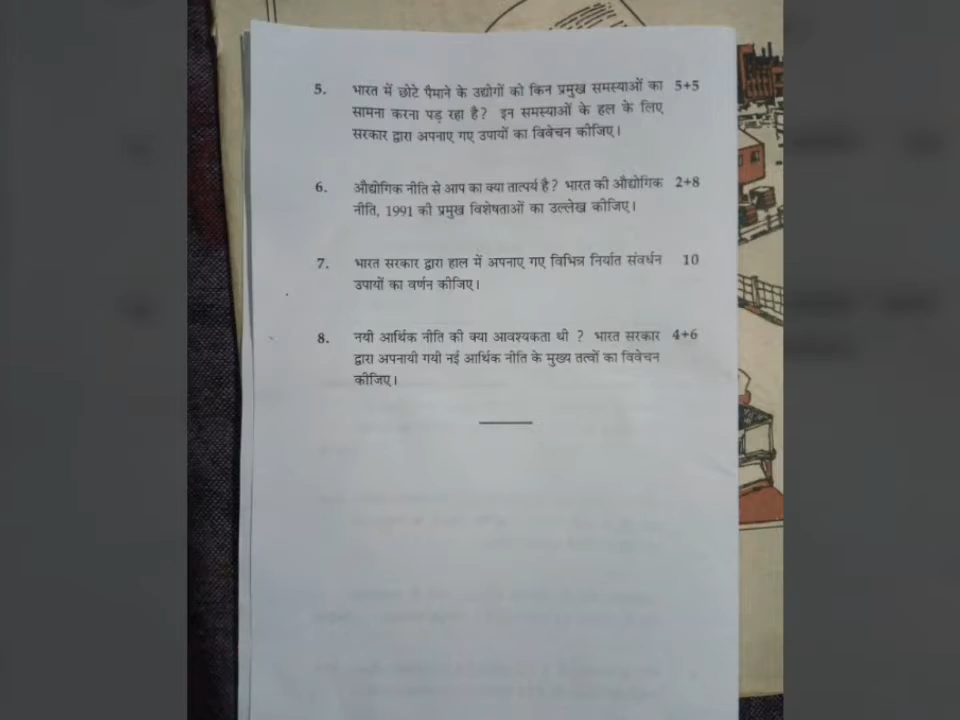 5. भारत में छोटे पैमाने के उद्योगों को किन प्रमुख समस्याओं का 5+5
सामना करना पड़ रहा है? इन समस्याओं के हल के लिए
सरकार द्वारा अपनाए गए उपायों का विवेचन कीजिए।
6. औद्योगिक नीति से आप का क्या तात्पर्य है? भारत की औद्योगिक 2+8
नीति, 1991 की प्रमुख विशेषताओं का उल्लेख कीजिए।
7. भारत सरकार द्वारा हाल में अपनाए गए विभिन्न निर्यात संवर्धन 10
उपायों का वर्णन कीजिए।
8. नयी आर्थिक नीति की क्या आवश्यकता थी ? भारत सरकार 4+6
द्वारा अपनायी गयी नई आर्थिक नीति के मुख्य तत्वों का विवेचन
कीजिए।